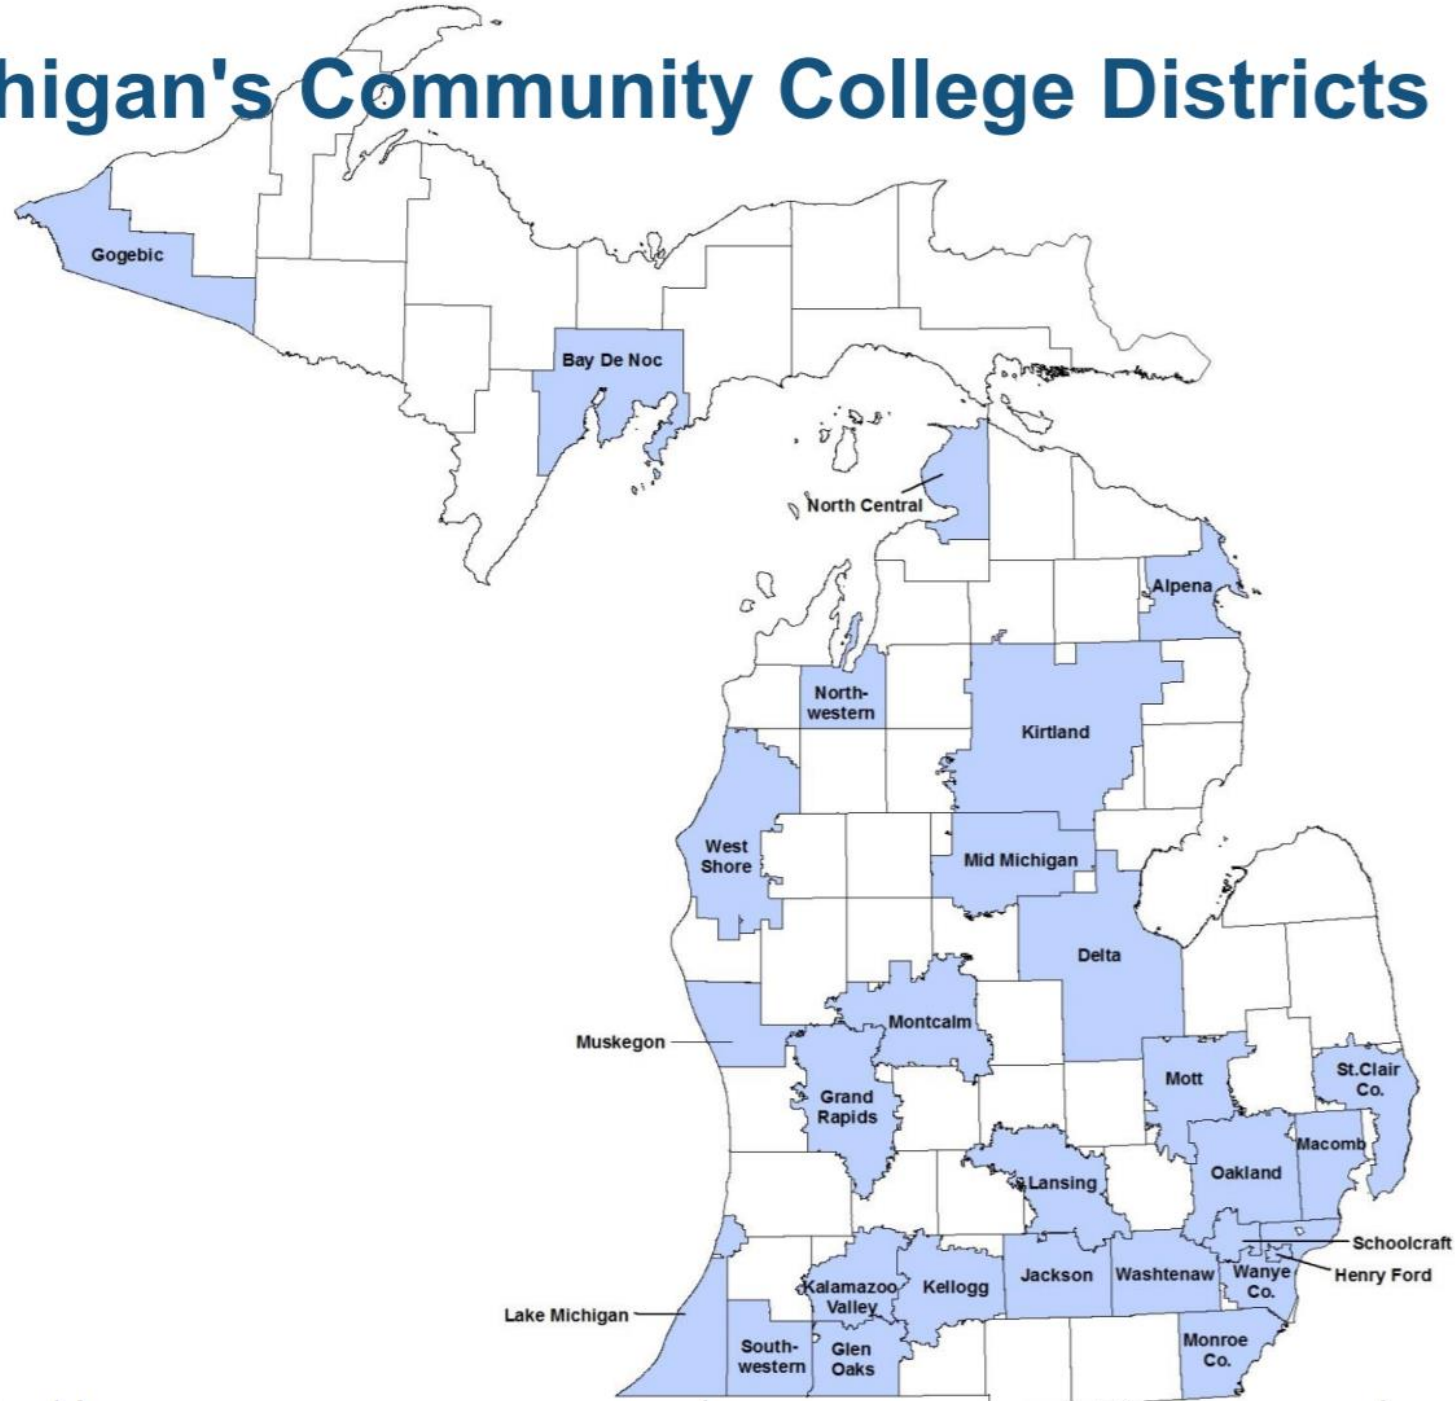 higan's Community College Districts
Gogebic
Bay De Noc
North Central
Alpena
North-
western
Kirtland
West
Shore
Mid Michigan
Delta
Montcalm
Muskegon
Mott
St.Clair
Co.
Grand
Rapids
Macomb
Oakland
Lansing
Schoolcraft
Henry Ford
Wanye
Co.
Washtenaw
Jackson
Kellogg
Kalamazoo
Valley
Lake Michigan
South-
western
Glen
Oaks
Monroe
Co.